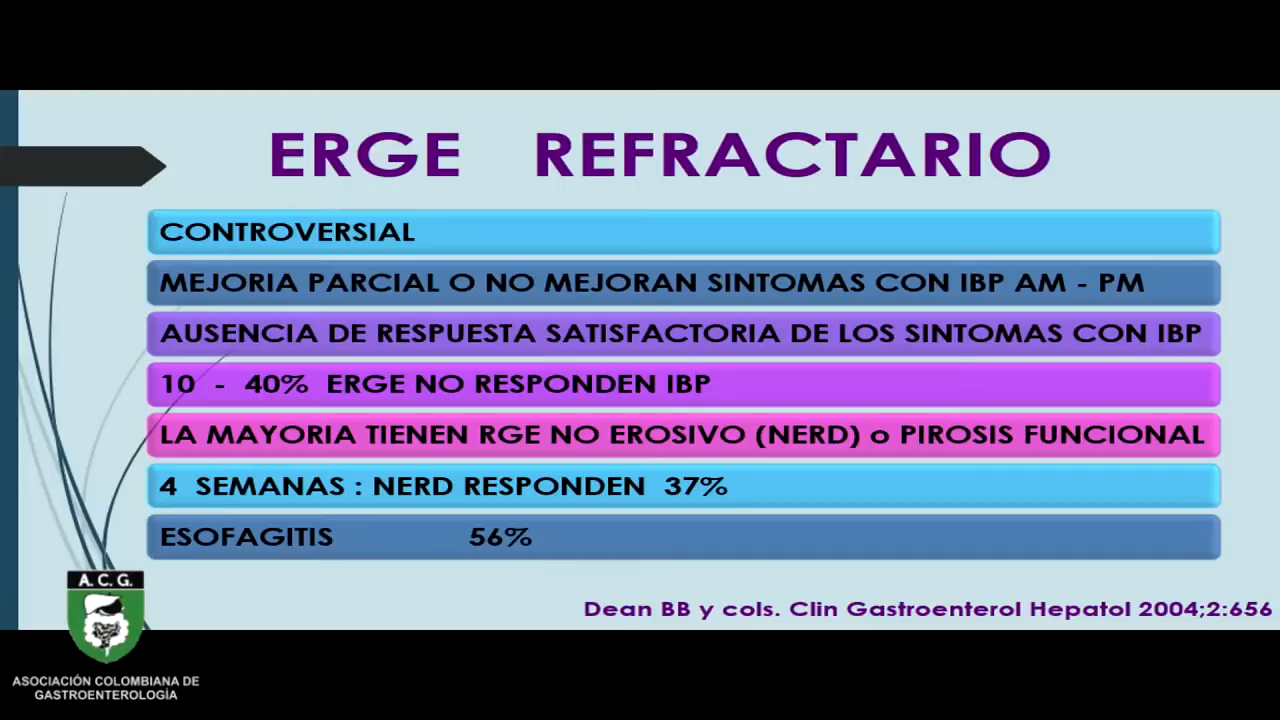 ERGE REFRACTARIO
CONTROVERSIAL
MEJORIA PARCIAL O NO MEJORAN SINTOMAS CON IBP AM - PM
AUSENCIA DE RESPUESTA SATISFACTORIA DE LOS SINTOMAS CON IBP
10 - 40% ERGE NO RESPONDEN IBP
LA MAYORIA TIENEN RGE NO EROSIVO (NERD) o PIROSIS FUNCIONAL
4 SEMANAS : NERD RESPONDEN 37%
ESOFAGITIS 56%
Dean BB y cols. Clin Gastroenterol Hepatol 2004;2:656
A. C. G.
ASOCIACIÓN COLOMBIANA DE
GASTROENTEROLOGÍA